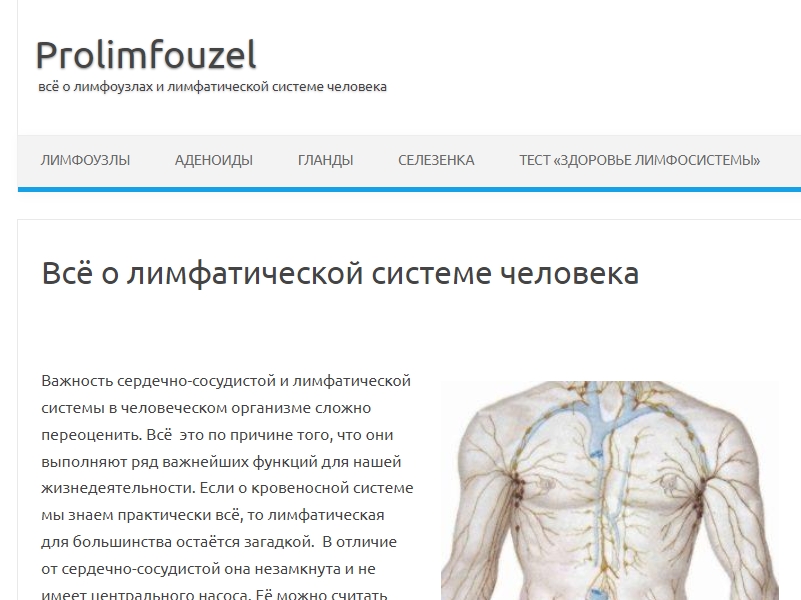 Prolimfouzel
всё о лимфоузлах и лимфатической системе человека
ЛИМФОУЗЛЫ АДЕНОИДЫ ГЛАНДЫ СЕЛЕЗЕНКА ТЕСТ «ЗДОРОВЬЕ ЛИМФОСИСТЕМЫ»
Всё о лимфатической системе человека
Важность сердечно-сосудистой и лимфатической
системы в человеческом организме сложно
переоценить. Всё это по причине того, что они
выполняют ряд важнейших функций для нашей
жизнедеятельности. Если о кровеносной системе
мы знаем практически всё, то лимфатическая
для большинства остаётся загадкой. В отличие
от сердечно-сосудистой она незамкнута и не
имеет центрального насоса. Её можно считать